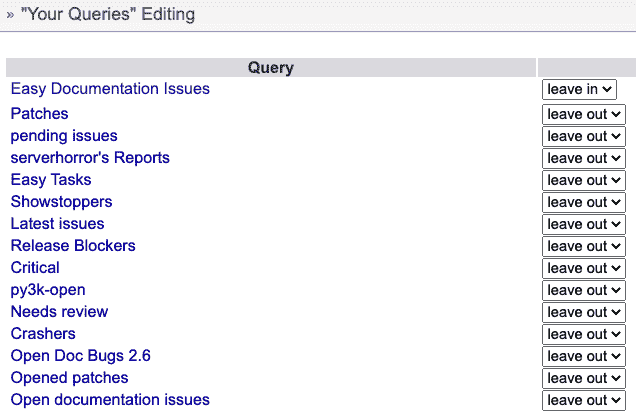 » "Your Queries" Editing
Query
Easy Documentation Issues leave in
Patches leave out
pending issues leave out
serverhorror's Reports leave out
Easy Tasks leave out
Showstoppers leave out
Latest issues leave out
Release Blockers leave out
Critical leave out
py3k-open leave out
Needs review leave out
Crashers leave out
Open Doc Bugs 2.6 leave out
Opened patches leave out
Open documentation issues leave out